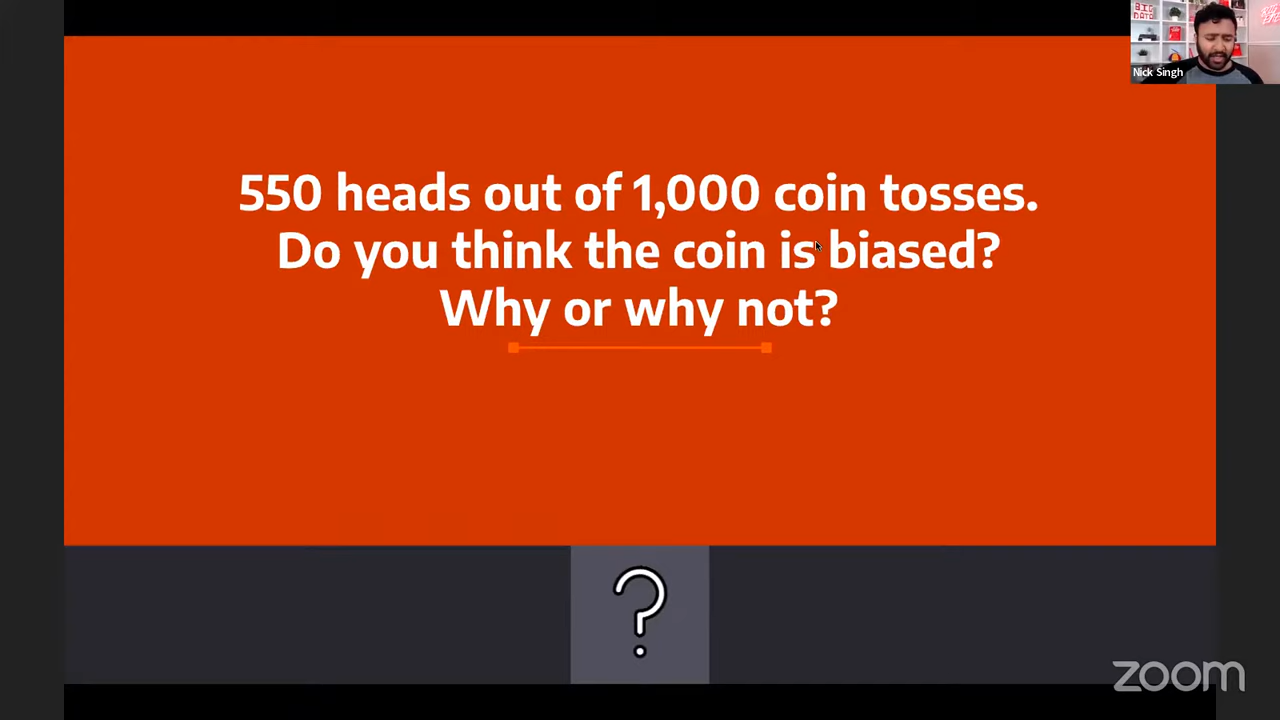 550 heads out of 1,000 coin tosses.
Do you think the coin is biased?
Why or why not?
?
Nick Singh
zoom